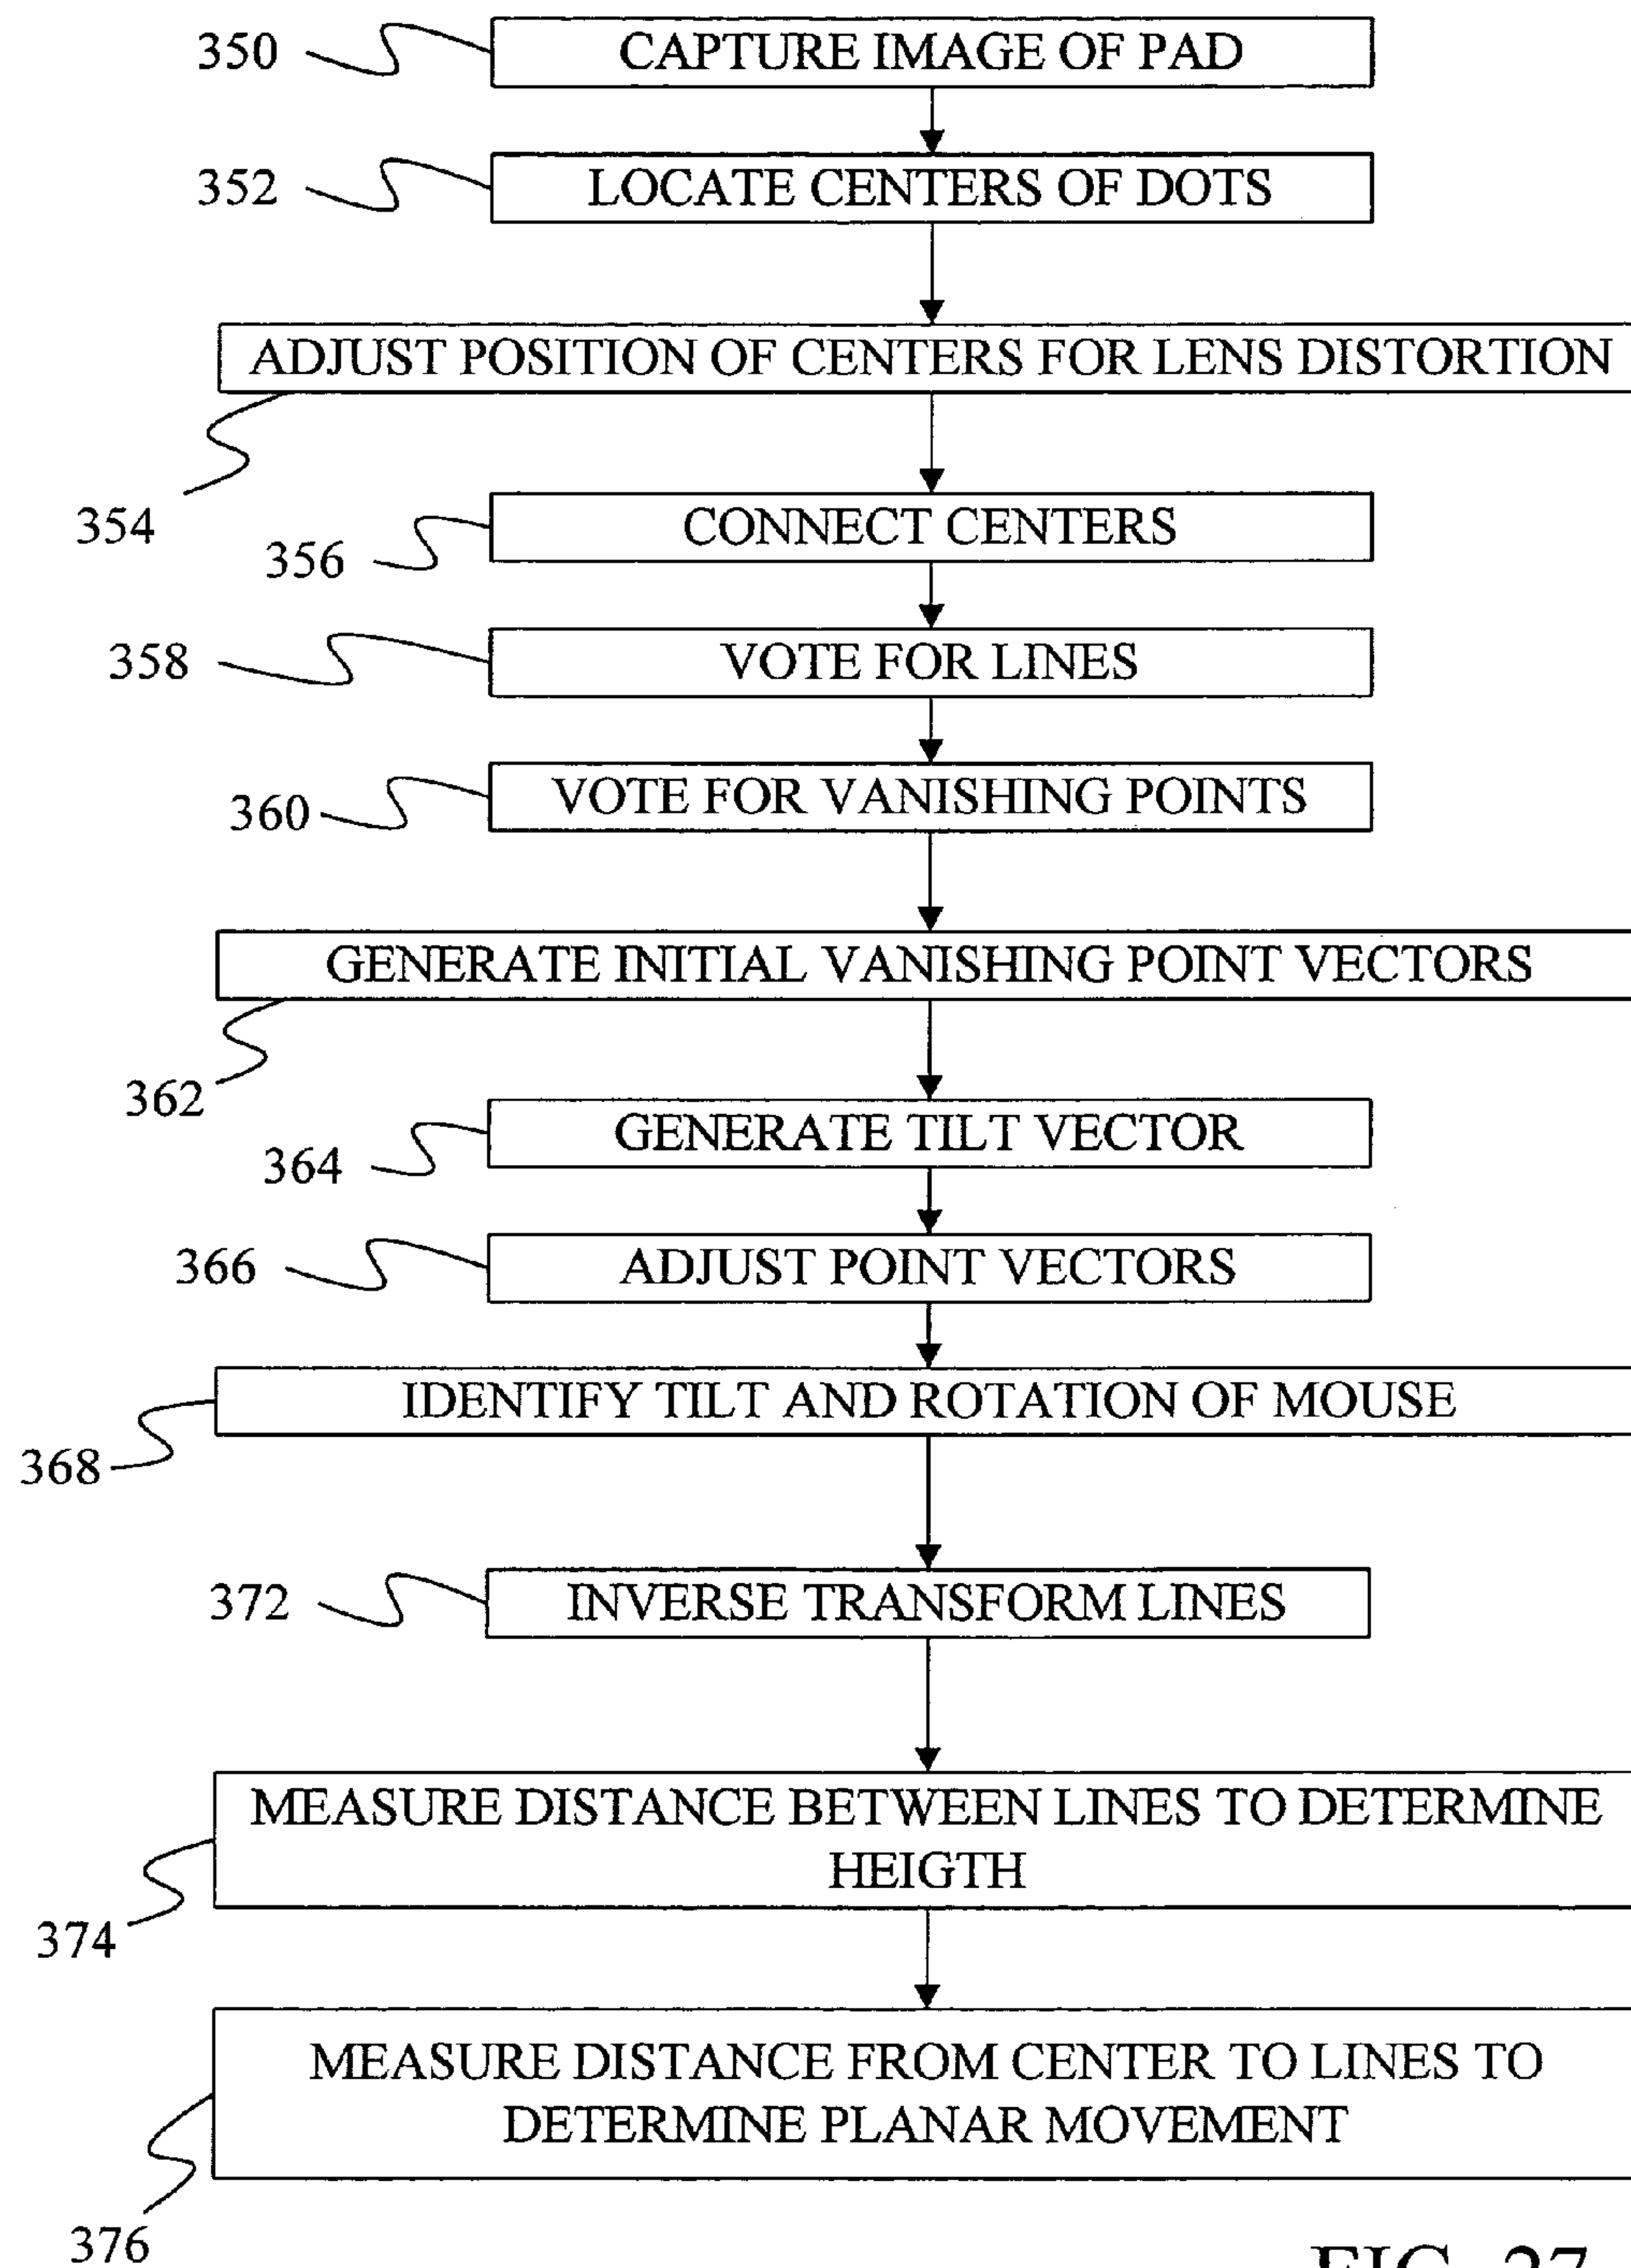 350 CAPTURE IMAGE OF PAD
352 LOCATE CENTERS OF DOTS
ADJUST POSITION OF CENTERS FOR LENS DISTORTION
354
356 CONNECT CENTERS
358 VOTE FOR LINES
360 VOTE FOR VANISHING POINTS
GENERATE INITIAL VANISHING POINT VECTORS
362
364 GENERATE TILT VECTOR
366 ADJUST POINT VECTORS
IDENTIFY TILT AND ROTATION OF MOUSE
368
372 INVERSE TRANSFORM LINES
MEASURE DISTANCE BETWEEN LINES TO DETERMINE
HEIGTH
374
MEASURE DISTANCE FROM CENTER TO LINES TO
DETERMINE PLANAR MOVEMENT
376
FIG. 27